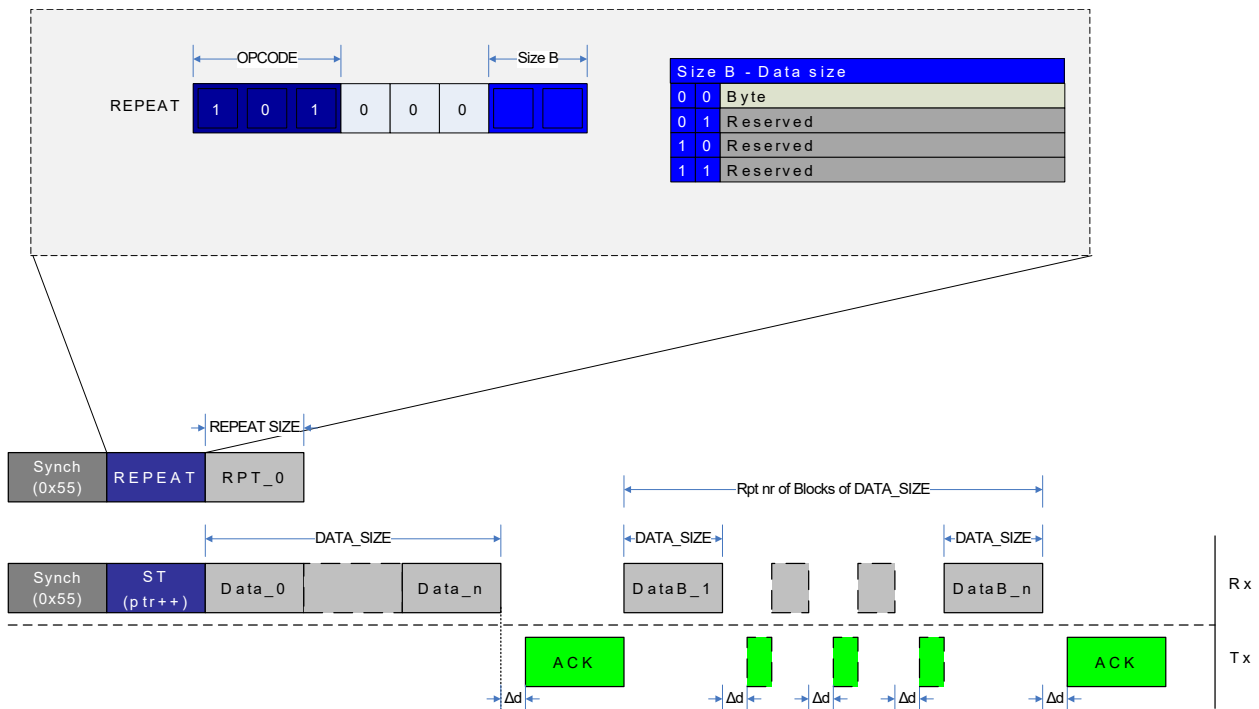 OPCODE
Size B
REPEAT
1 0 1 0 0 0
Size B - Data size
0 0 Byte
0 1 Reserved
1 0 Reserved
1 1 Reserved
REPEAT SIZE
Synch
(0x55)
REPEAT
RPT_0
Rpt nr of Blocks of DATA_SIZE
DATA_SIZE
DATA_SIZE
DATA_SIZE
Synch
(0x55)
ST
(ptr++)
Data_0
Data_n
DataB_1
DataB_n
Rx
ACK
ACK
Tx
Δd
Δd
Δd
Δd
Δd